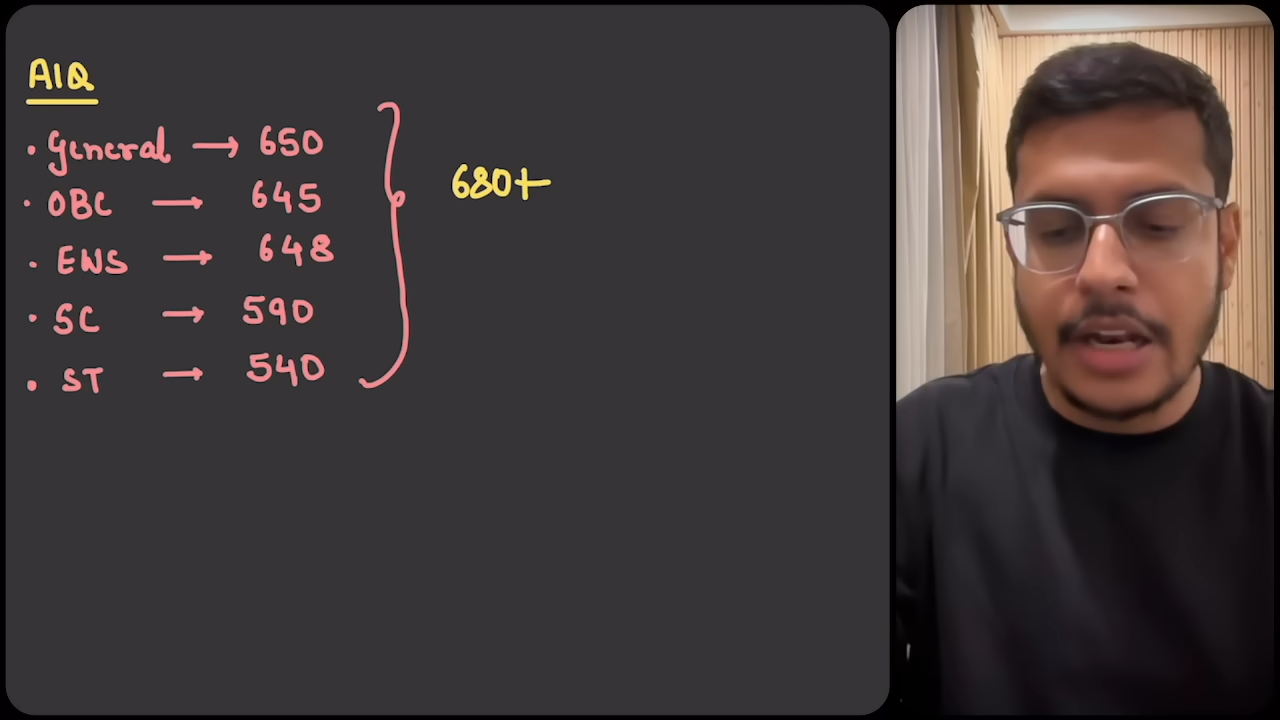 AIQ
• General → 650
• OBC → 645
• EWS → 648
• SC → 590
• ST → 540
680+